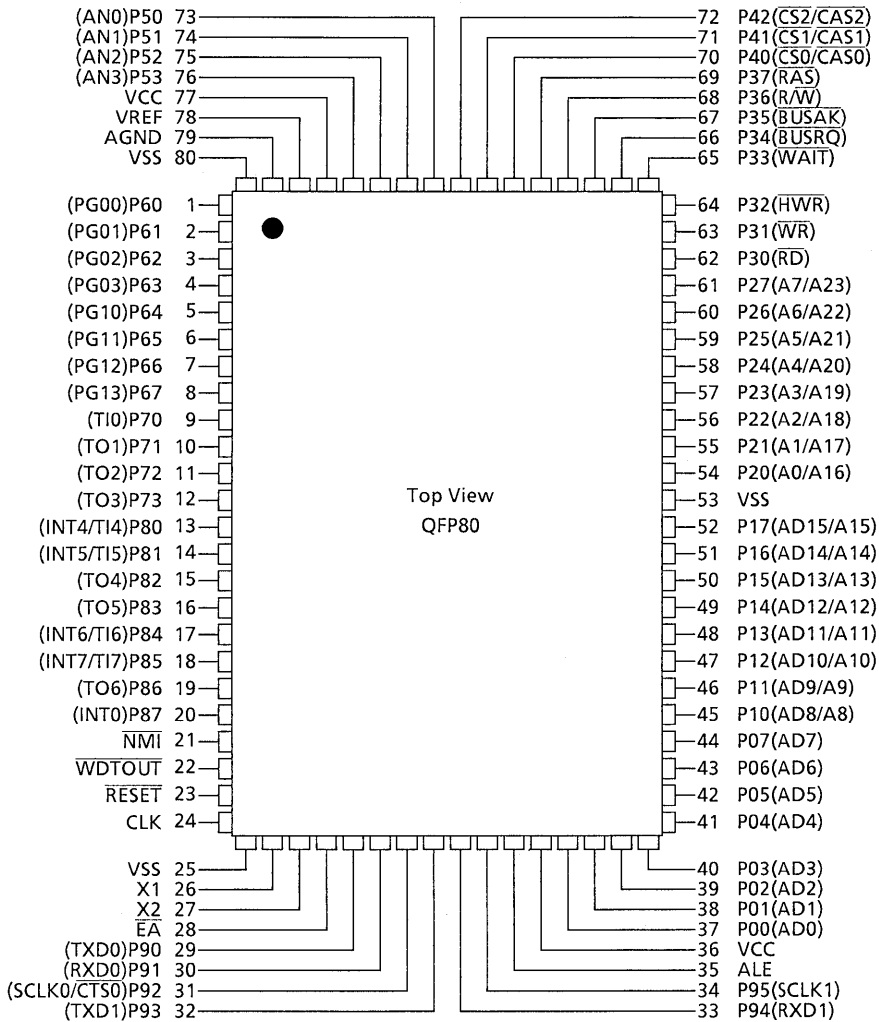 (AN0)P50 73
(AN1)P51 74
(AN2)P52 75
(AN3)P53 76
VCC 77
VREF 78
AGND 79
VSS 80
72 P42(CS2/CAS2)
71 P41(CS1/CAS1)
70 P40(CS0/CAS0)
69 P37(RAS)
68 P36(R/W)
67 P35(BUSAK)
66 P34(BUSRQ)
65 P33(WAIT)
(PG00)P60 1
(PG01)P61 2
(PG02)P62 3
(PG03)P63 4
(PG10)P64 5
(PG11)P65 6
(PG12)P66 7
(PG13)P67 8
(TI0)P70 9
(TO1)P71 10
(TO2)P72 11
(TO3)P73 12
(INT4/TI4)P80 13
(INT5/TI5)P81 14
(TO4)P82 15
(TO5)P83 16
(INT6/TI6)P84 17
(INT7/TI7)P85 18
(TO6)P86 19
(INT0)P87 20
NMI 21
WDTOUT 22
RESET 23
CLK 24
Top View
QFP80
64 P32(HWR)
63 P31(WR)
62 P30(RD)
61 P27(A7/A23)
60 P26(A6/A22)
59 P25(A5/A21)
58 P24(A4/A20)
57 P23(A3/A19)
56 P22(A2/A18)
55 P21(A1/A17)
54 P20(A0/A16)
53 VSS
52 P17(AD15/A15)
51 P16(AD14/A14)
50 P15(AD13/A13)
49 P14(AD12/A12)
48 P13(AD11/A11)
47 P12(AD10/A10)
46 P11(AD9/A9)
45 P10(AD8/A8)
44 P07(AD7)
43 P06(AD6)
42 P05(AD5)
41 P04(AD4)
VSS 25
X1 26
X2 27
EA 28
(TXD0)P90 29
(RXD0)P91 30
(SCLK0/CTS0)P92 31
(TXD1)P93 32
40 P03(AD3)
39 P02(AD2)
38 P01(AD1)
37 P00(AD0)
36 VCC
35 ALE
34 P95(SCLK1)
33 P94(RXD1)